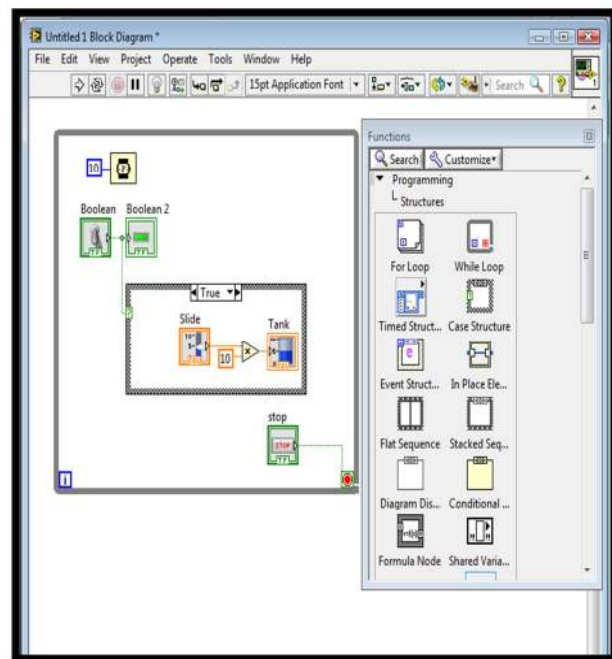 Untitled 1 Block Diagram *
File Edit View Project Operate Tools Window Help
15pt Application Font Search ?
Functions
Search Customize
Programming
Structures
For Loop While Loop
Timed Struct... Case Structure
Event Struct... In Place Ele...
Flat Sequence Stacked Seq...
Diagram Dis... Conditional ...
Formula Node Shared Varia...
10
Boolean Boolean 2
True
Slide Tank
10
stop
STOP
i